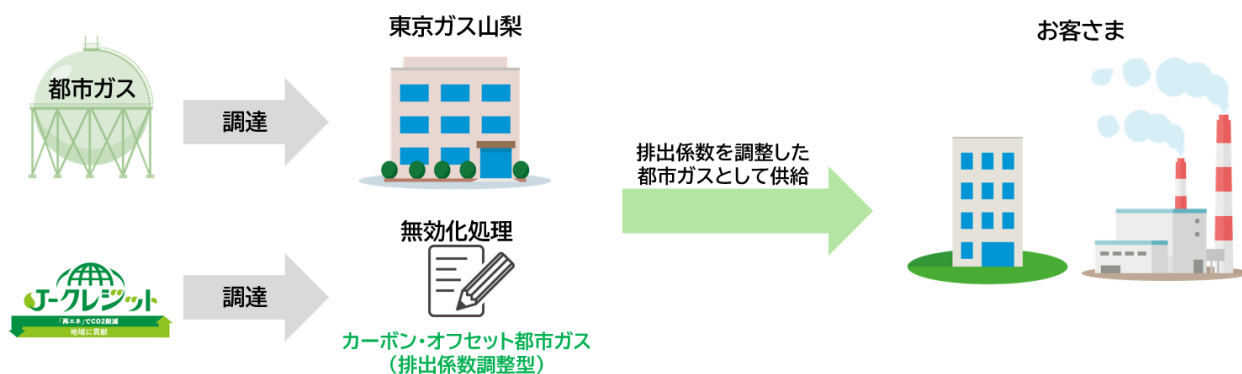 東京ガス山梨
お客さま
都市ガス
調達
排出係数を調整した
都市ガスとして供給
無効化処理
J-クレジット
「再エネ」でCO2削減
地域に貢献
調達
カーボン・オフセット都市ガス
（排出係数調整型）